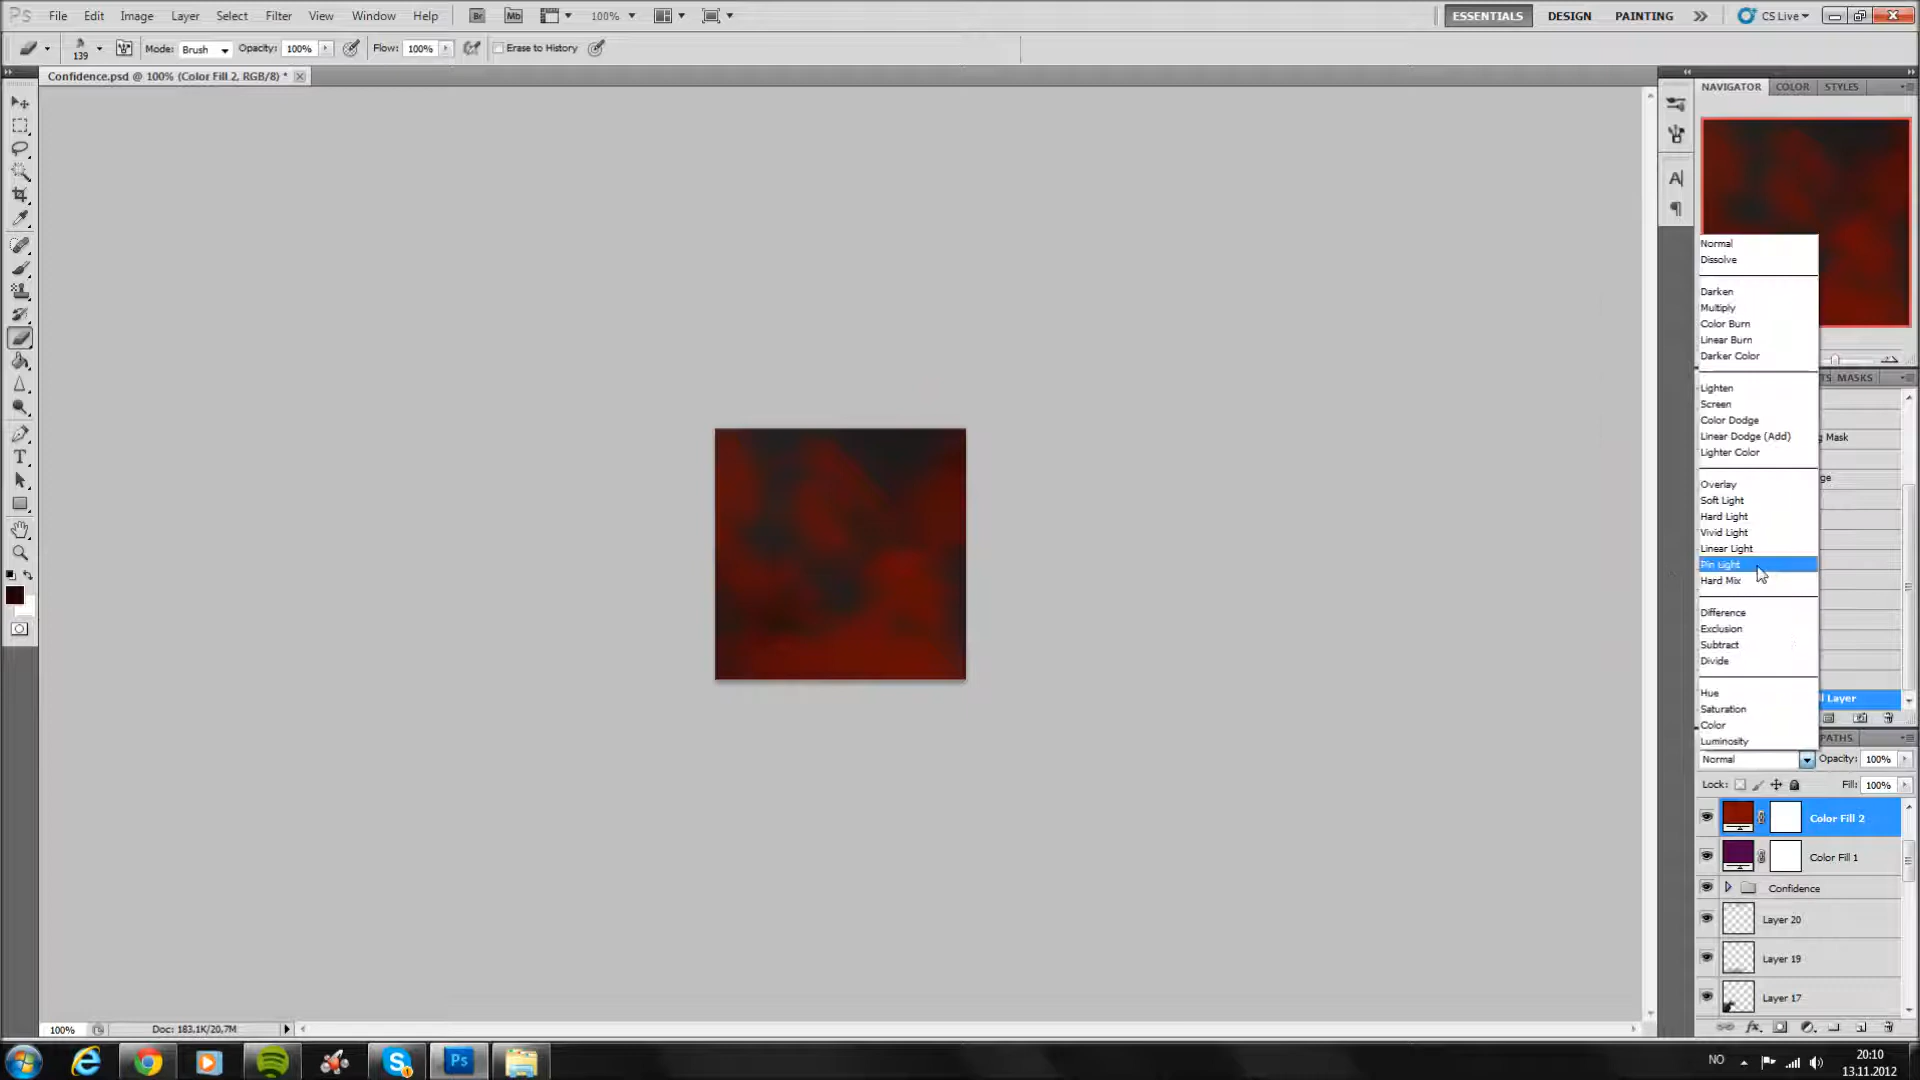 Ps File Edit Image Layer Select Filter View Window Help Br Mb 100% ESSENTIALS DESIGN PAINTING CS Live
139 Mode: Brush Opacity: 100% Flow: 100% Erase to History
Confidence.psd @ 100% (Color Fill 2, RGB/8) *
NAVIGATOR COLOR STYLES
Normal
Dissolve
Darken
Multiply
Color Burn
Linear Burn
Darker Color
MASKS
Lighten
Screen
Color Dodge
Linear Dodge (Add)
g Mask
Lighter Color
ge
Overlay
Soft Light
Hard Light
Vivid Light
Linear Light
Pin Light
Hard Mix
Difference
Exclusion
Subtract
Divide
Hue
l Layer
Saturation
Color
Luminosity
PATHS
Normal Opacity: 100%
Lock: Fill: 100%
Color Fill 2
Color Fill 1
Confidence
Layer 20
Layer 19
Layer 17
100% Doc: 183.1K/20,7M
Ps NO 20:10
13.11.2012